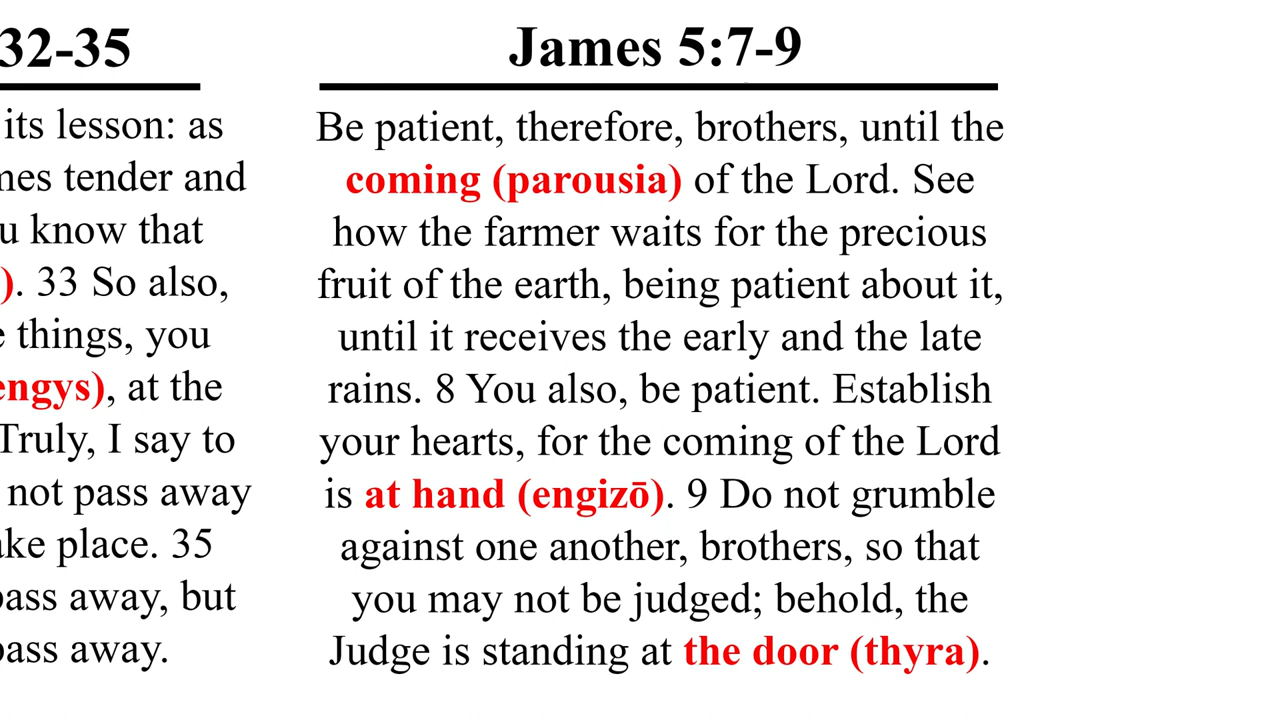 32-35
its lesson: as
tender and
know that
). 33 So also,
things, you
engys), at the
Truly, I say to
not pass away
place. 35
pass away, but
pass away.
James 5:7-9
Be patient, therefore, brothers, until the
coming (parousia) of the Lord. See
how the farmer waits for the precious
fruit of the earth, being patient about it,
until it receives the early and the late
rains. 8 You also, be patient. Establish
your hearts, for the coming of the Lord
is at hand (engizō). 9 Do not grumble
against one another, brothers, so that
you may not be judged; behold, the
Judge is standing at the door (thyra).